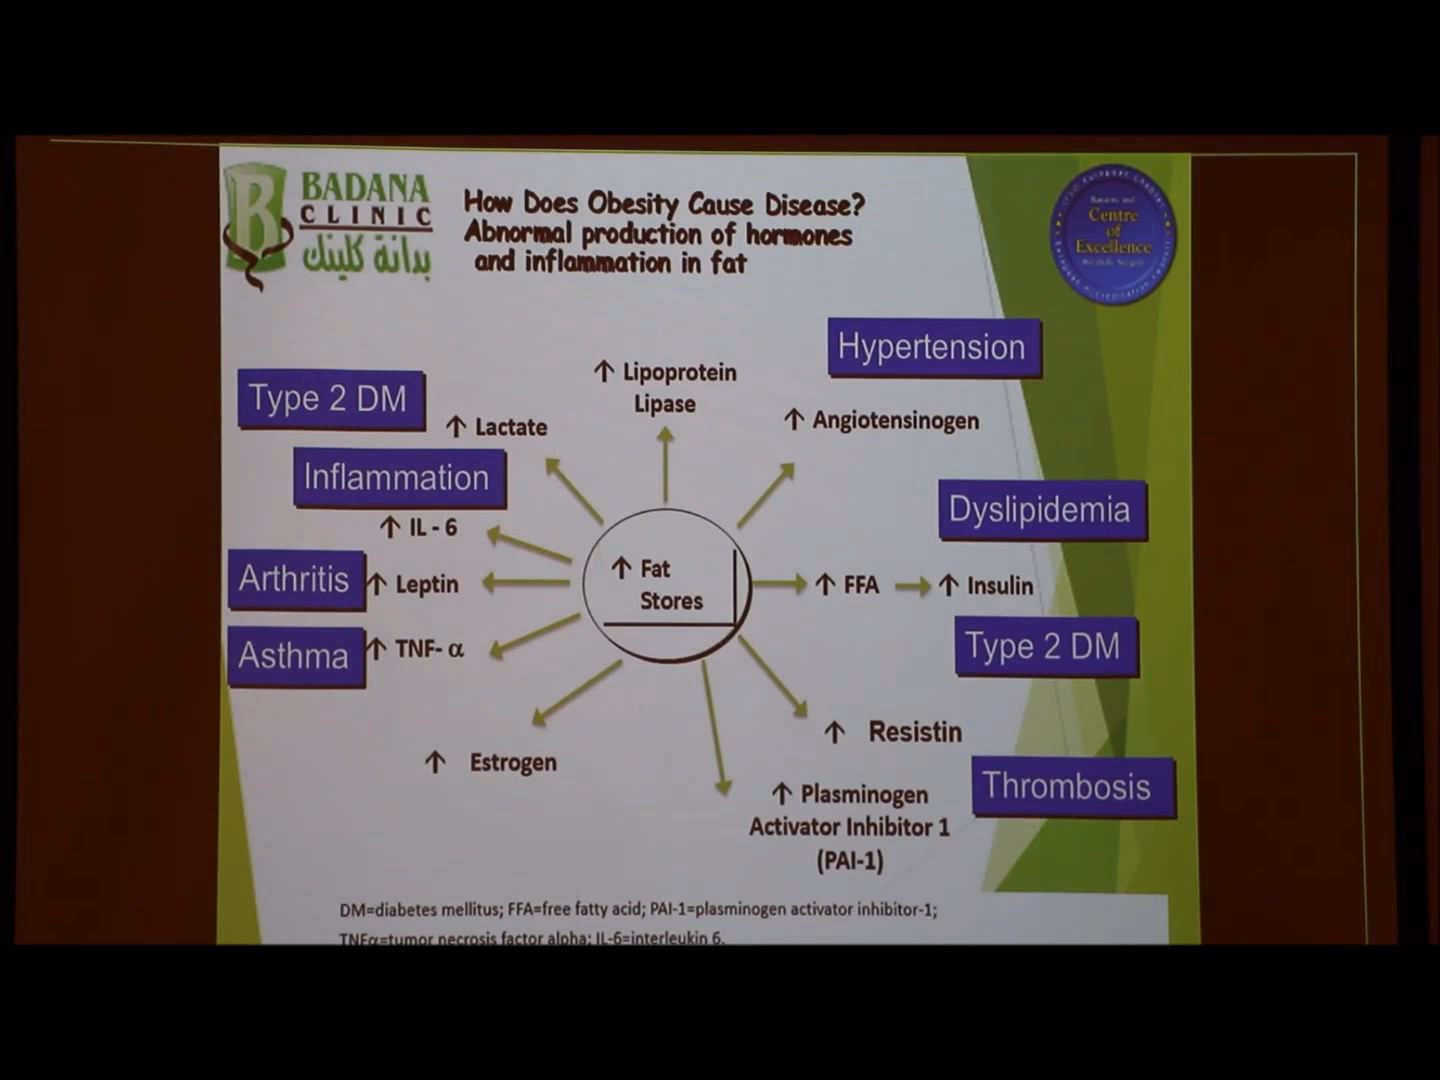 BADANA
CLINIC
بدانة كلينك
How Does Obesity Cause Disease?
Abnormal production of hormones
and inflammation in fat
Centre
of
Excellence
Hypertension
Type 2 DM
↑ Lipoprotein
Lipase
↑ Lactate
↑ Angiotensinogen
Inflammation
↑ IL - 6
Dyslipidemia
Arthritis
↑ Leptin
↑ Fat
Stores
↑ FFA
↑ Insulin
Asthma
↑ TNF- α
Type 2 DM
↑ Estrogen
↑ Resistin
Thrombosis
↑ Plasminogen
Activator Inhibitor 1
(PAI-1)
DM=diabetes mellitus; FFA=free fatty acid; PAI-1=plasminogen activator inhibitor-1;
TNFα=tumor necrosis factor alpha; IL-6=interleukin 6.